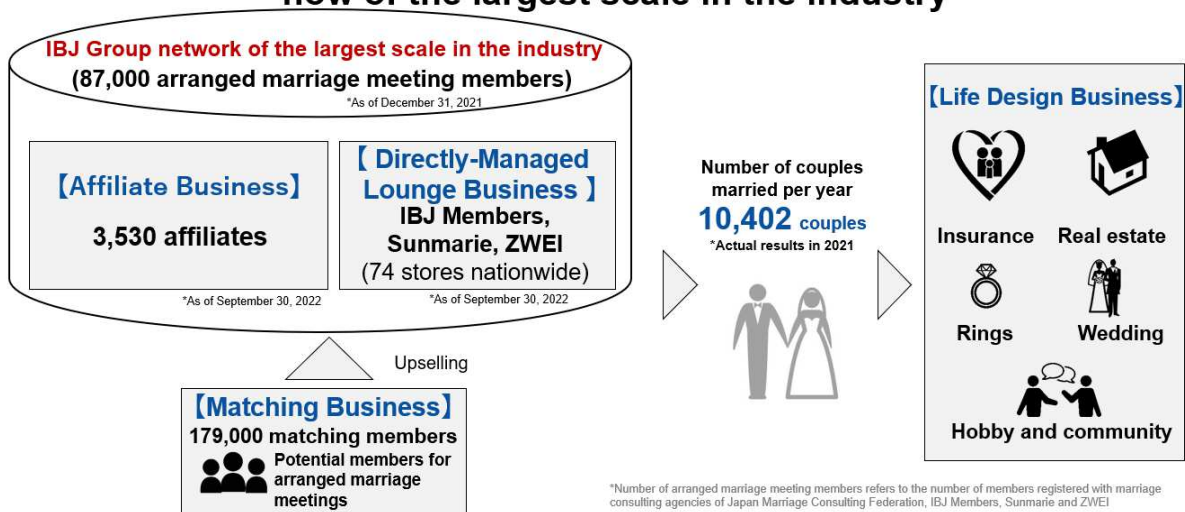 now of the largest scale in the industry
IBJ Group network of the largest scale in the industry
(87,000 arranged marriage meeting members)
*As of December 31, 2021
【Affiliate Business】
3,530 affiliates
*As of September 30, 2022
【 Directly-Managed
Lounge Business 】
IBJ Members,
Sunmarie, ZWEI
(74 stores nationwide)
*As of September 30, 2022
Upselling
【Matching Business】
179,000 matching members
Potential members for
arranged marriage
meetings
Number of couples
married per year
10,402 couples
*Actual results in 2021
【Life Design Business】
Insurance
Real estate
Rings
Wedding
Hobby and community
*Number of arranged marriage meeting members refers to the number of members registered with marriage
consulting agencies of Japan Marriage Consulting Federation, IBJ Members, Sunmarie and ZWEI